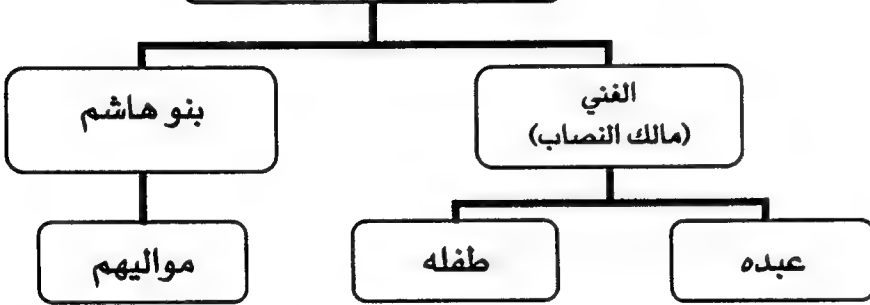 الغني
(مالك النصاب)
بنو هاشم
عبده
طفله
مواليهم